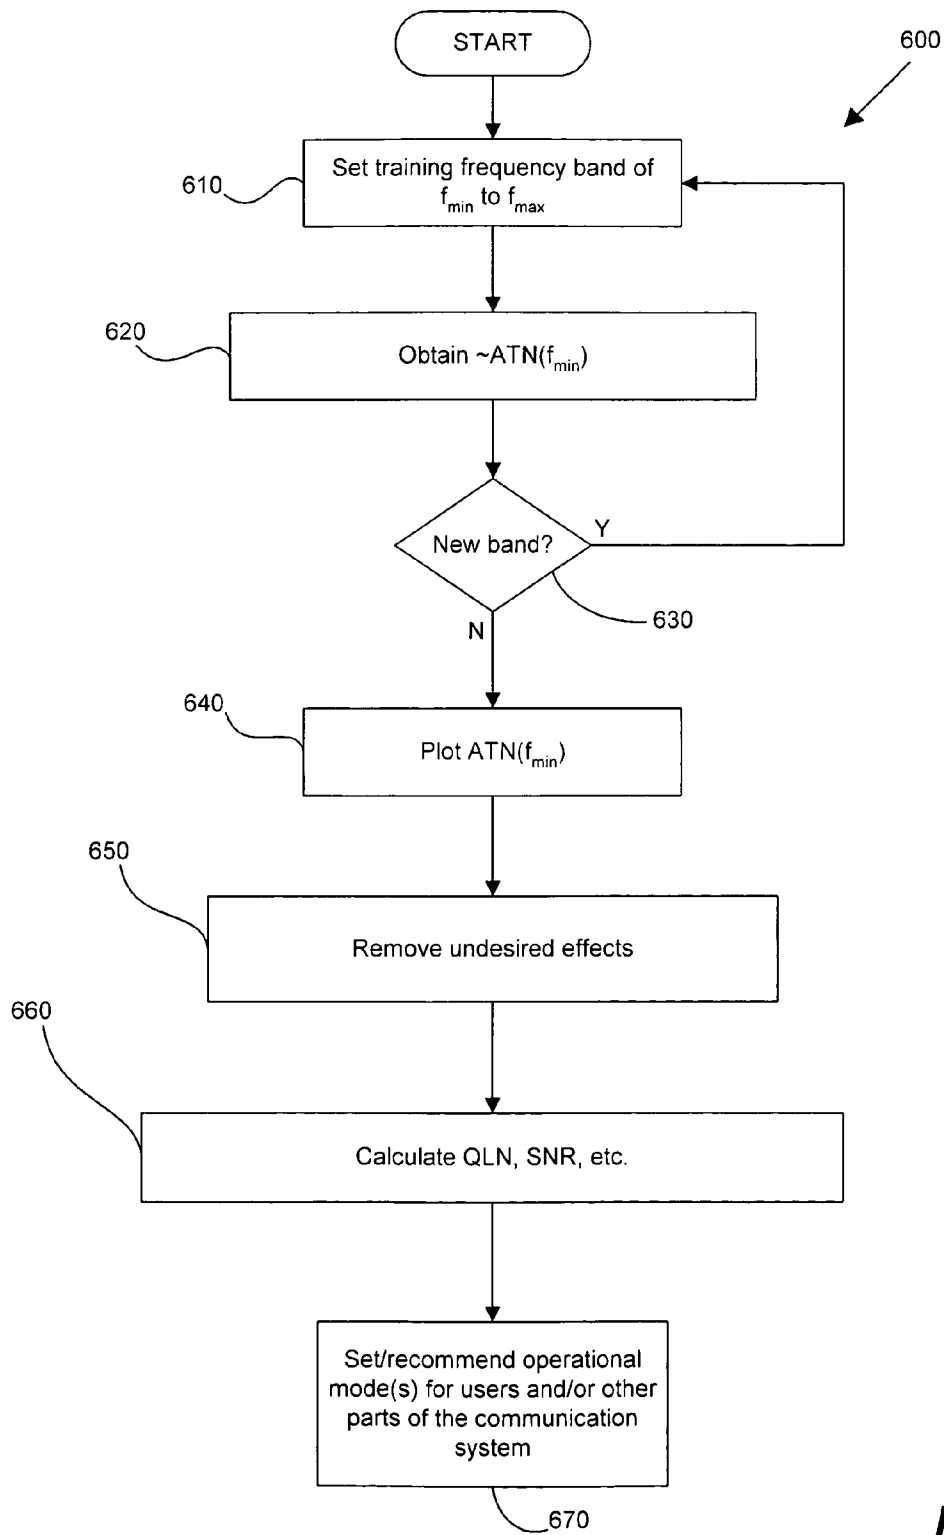 START
600
610
Set training frequency band of
fmin to fmax
620
Obtain ~ATN(fmin)
New band?
Y
630
N
640
Plot ATN(fmin)
650
Remove undesired effects
660
Calculate QLN, SNR, etc.
Set/recommend operational
mode(s) for users and/or other
parts of the communication
system
670